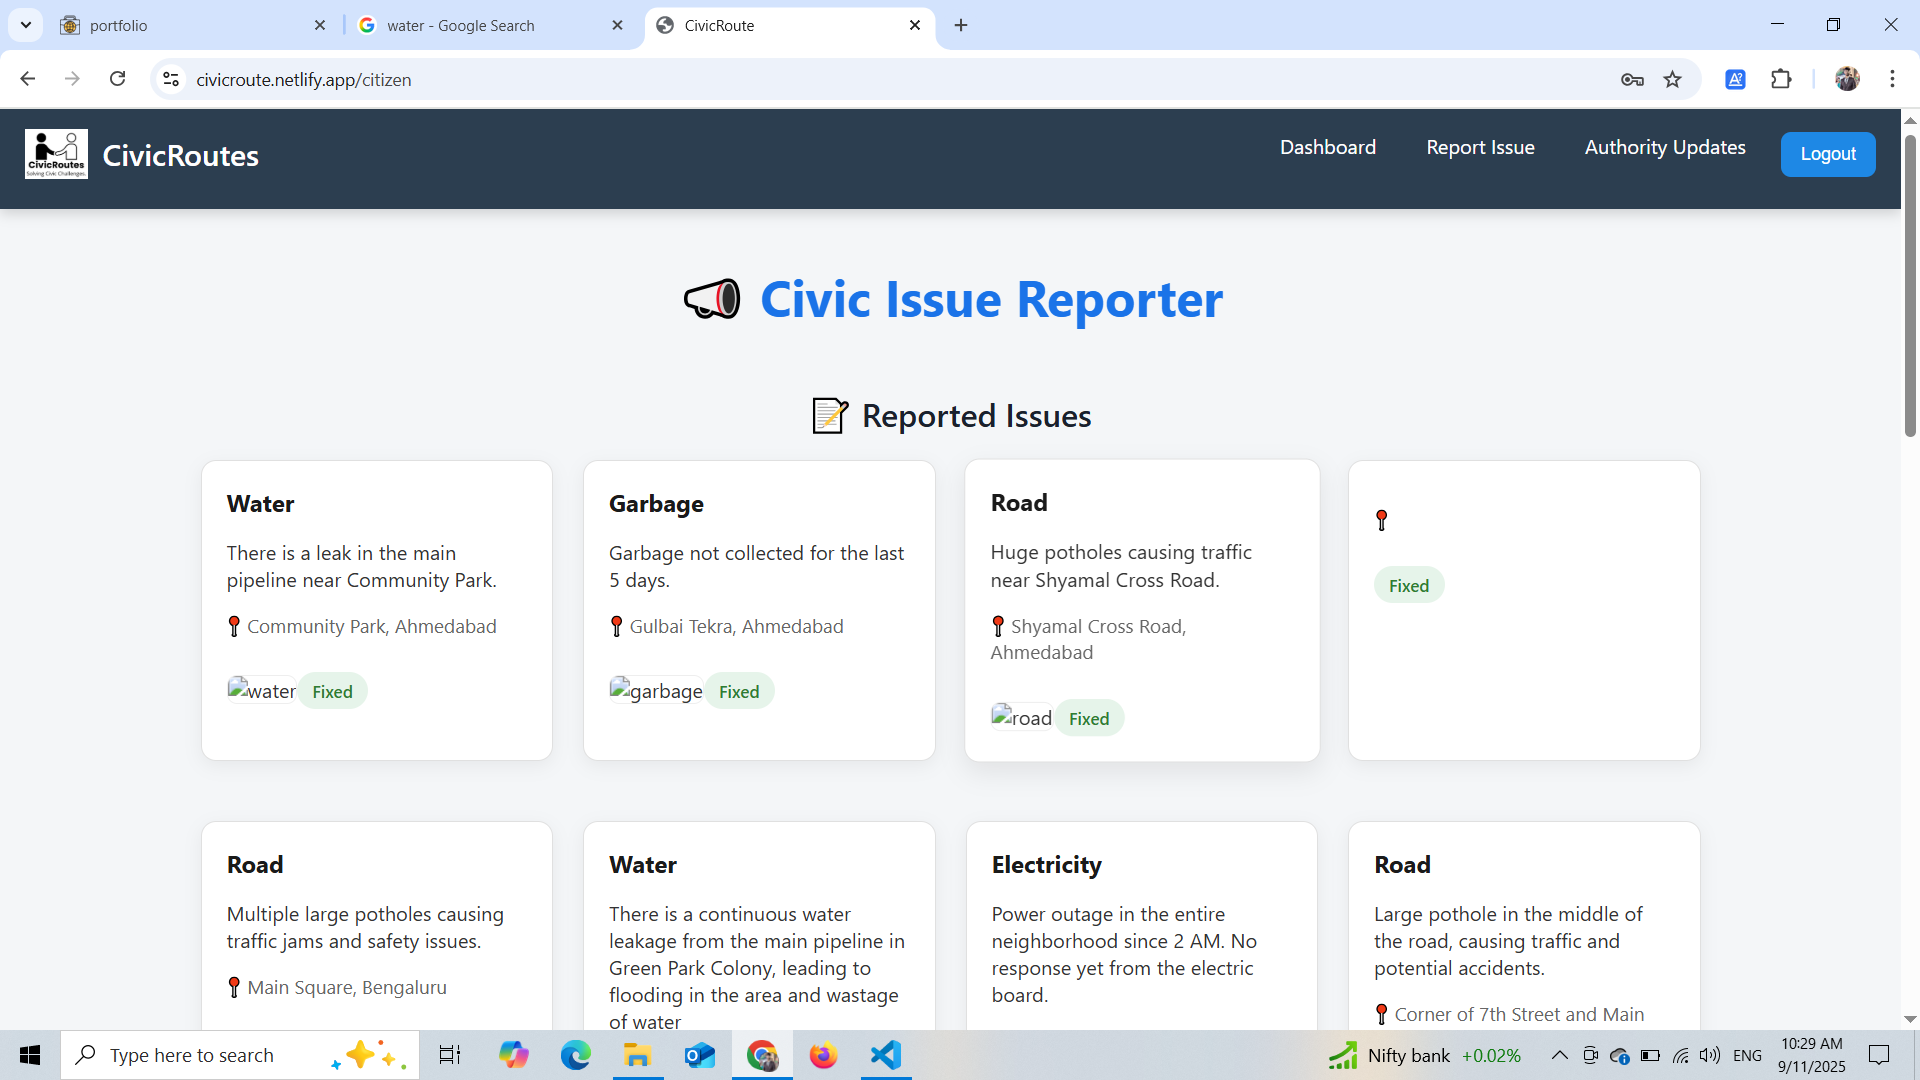 portfolio
water - Google Search
CivicRoute
civicroute.netlify.app/citizen
CivicRoutes
Solving Civic Challenges.
CivicRoutes
Dashboard
Report Issue
Authority Updates
Logout
Civic Issue Reporter
Reported Issues
Water
There is a leak in the main
pipeline near Community Park.
Community Park, Ahmedabad
water
Fixed
Garbage
Garbage not collected for the last
5 days.
Gulbai Tekra, Ahmedabad
garbage
Fixed
Road
Huge potholes causing traffic
near Shyamal Cross Road.
Shyamal Cross Road,
Ahmedabad
road
Fixed
Fixed
Road
Multiple large potholes causing
traffic jams and safety issues.
Main Square, Bengaluru
Water
There is a continuous water
leakage from the main pipeline in
Green Park Colony, leading to
flooding in the area and wastage
of water
Electricity
Power outage in the entire
neighborhood since 2 AM. No
response yet from the electric
board.
Road
Large pothole in the middle of
the road, causing traffic and
potential accidents.
Corner of 7th Street and Main
Type here to search
Nifty bank +0.02%
ENG
10:29 AM
9/11/2025